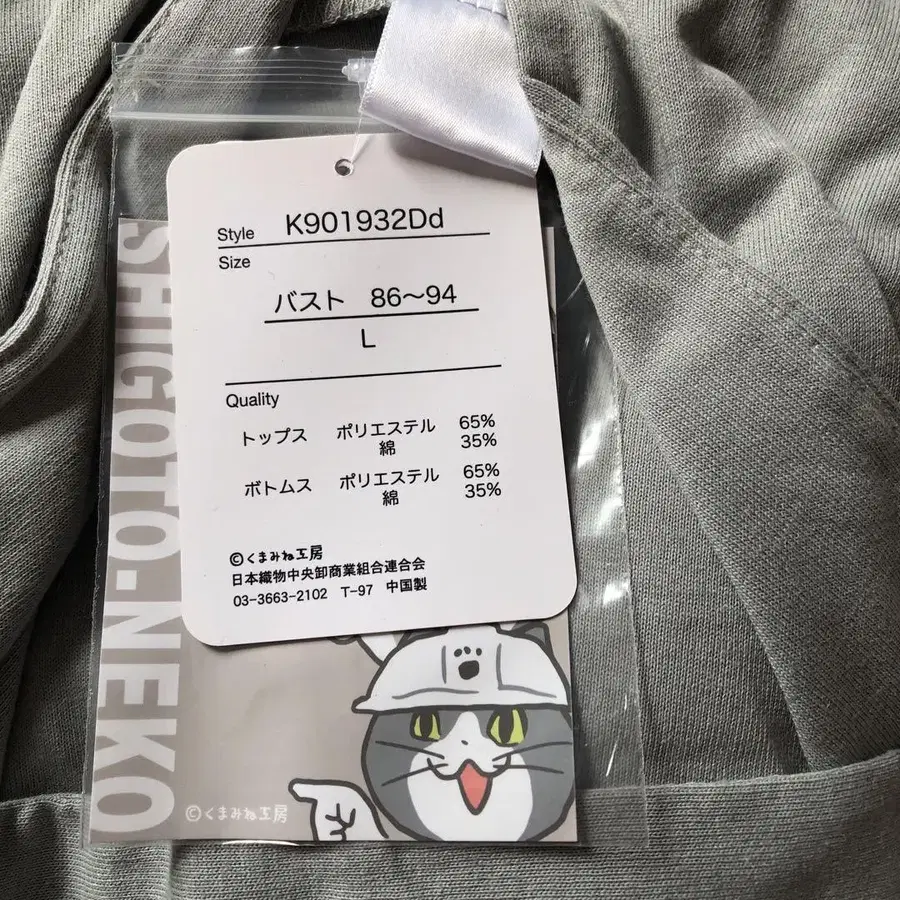 Style K901932Dd
Size
バスト 86〜94
L
Quality
トップス ポリエステル 65%
綿 35%
ボトムス ポリエステル 65%
綿 35%
©くまみね工房
日本織物中央卸商業組合連合会
03-3663-2102 T-97 中国製
SHIGOTO-NEKO
©くまみね工房